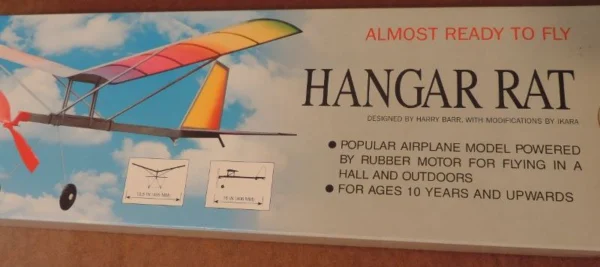 ALMOST READY TO FLY
HANGAR RAT
DESIGNED BY HARRY BARR, WITH MODIFICATIONS BY IKARA
● POPULAR AIRPLANE MODEL POWERED
BY RUBBER MOTOR FOR FLYING IN A
HALL AND OUTDOORS
● FOR AGES 10 YEARS AND UPWARDS